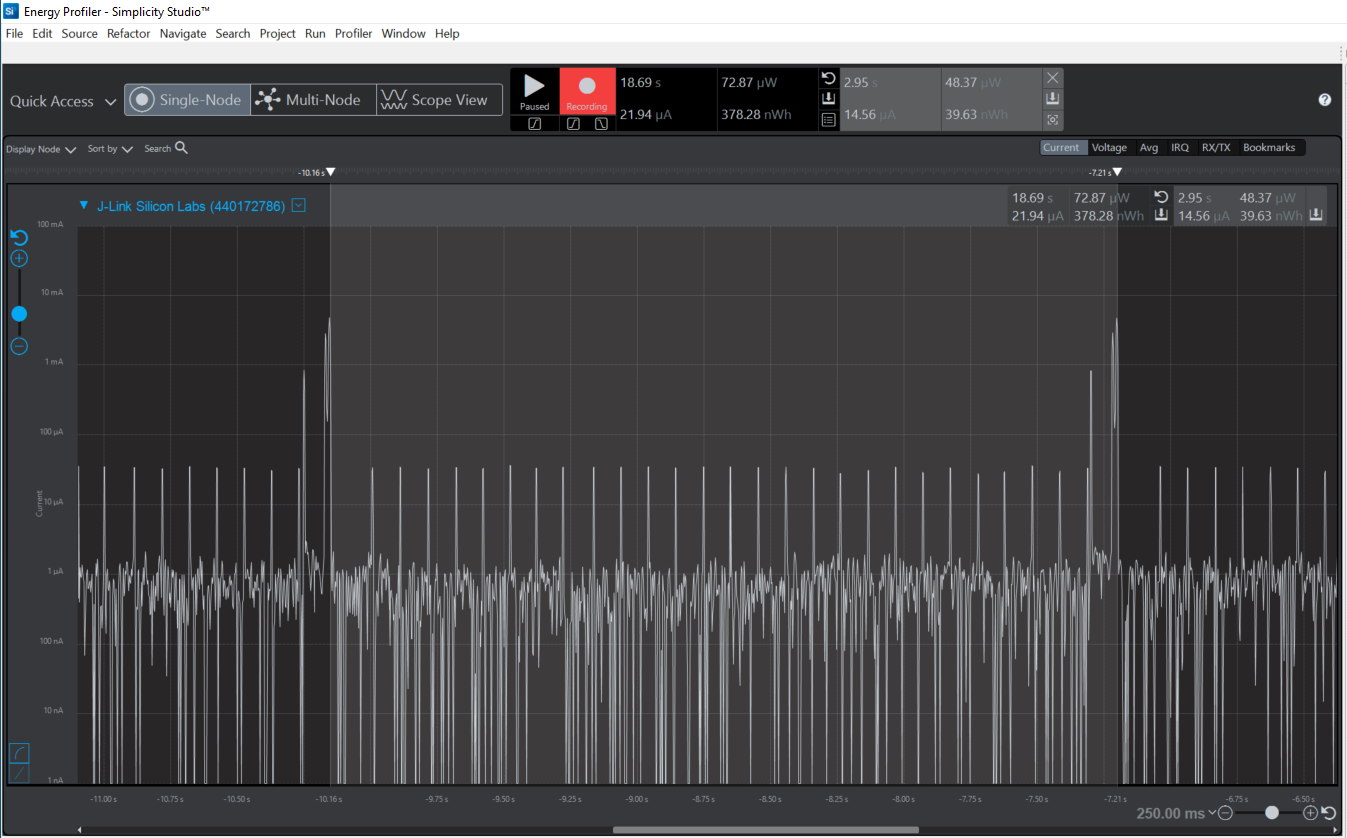 Si Energy Profiler - Simplicity Studio™
File Edit Source Refactor Navigate Search Project Run Profiler Window Help
Quick Access Single-Node Multi-Node Scope View Paused Recording
18.69 s 72.87 µW 2.95 s 48.37 µW
21.94 µA 378.28 nWh 14.56 µA 39.63 nWh
Display Node Sort by Search Current Voltage Avg IRQ RX/TX Bookmarks
-10.16 s -7.21 s
J-Link Silicon Labs (440172786)
18.69 s 72.87 µW 2.95 s 48.37 µW
21.94 µA 378.28 nWh 14.56 µA 39.63 nWh
100 mA
10 mA
1 mA
100 µA
10 µA
Current
1 µA
100 nA
10 nA
1 nA
-11.00 s -10.75 s -10.50 s -10.16 s -9.75 s -9.50 s -9.25 s -9.00 s -8.75 s -8.50 s -8.25 s -8.00 s -7.75 s -7.50 s -7.21 s -6.75 s -6.50 s
250.00 ms